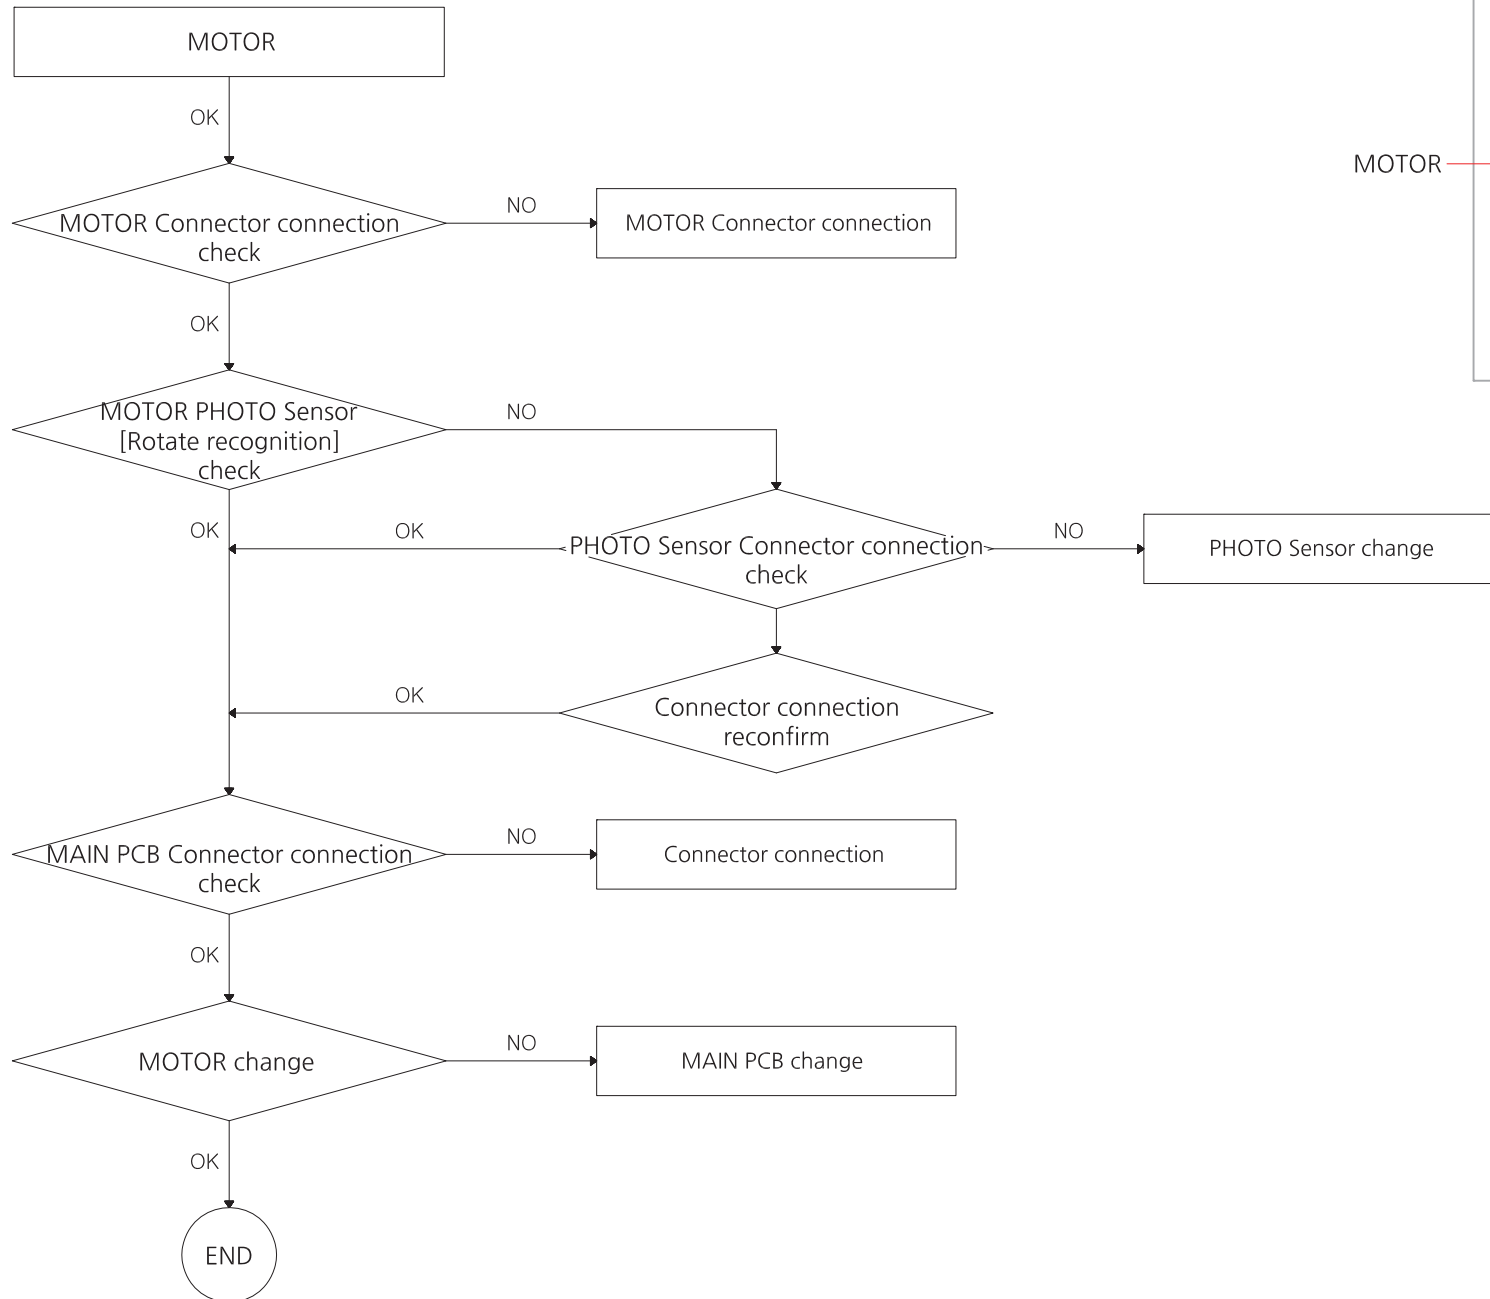 MOTOR
OK
MOTOR
MOTOR Connector connection
check
NO
MOTOR Connector connection
OK
MOTOR PHOTO Sensor
[Rotate recognition]
check
NO
OK
OK
PHOTO Sensor Connector connection
check
NO
PHOTO Sensor change
OK
Connector connection
reconfirm
MAIN PCB Connector connection
check
NO
Connector connection
OK
MOTOR change
NO
MAIN PCB change
OK
END